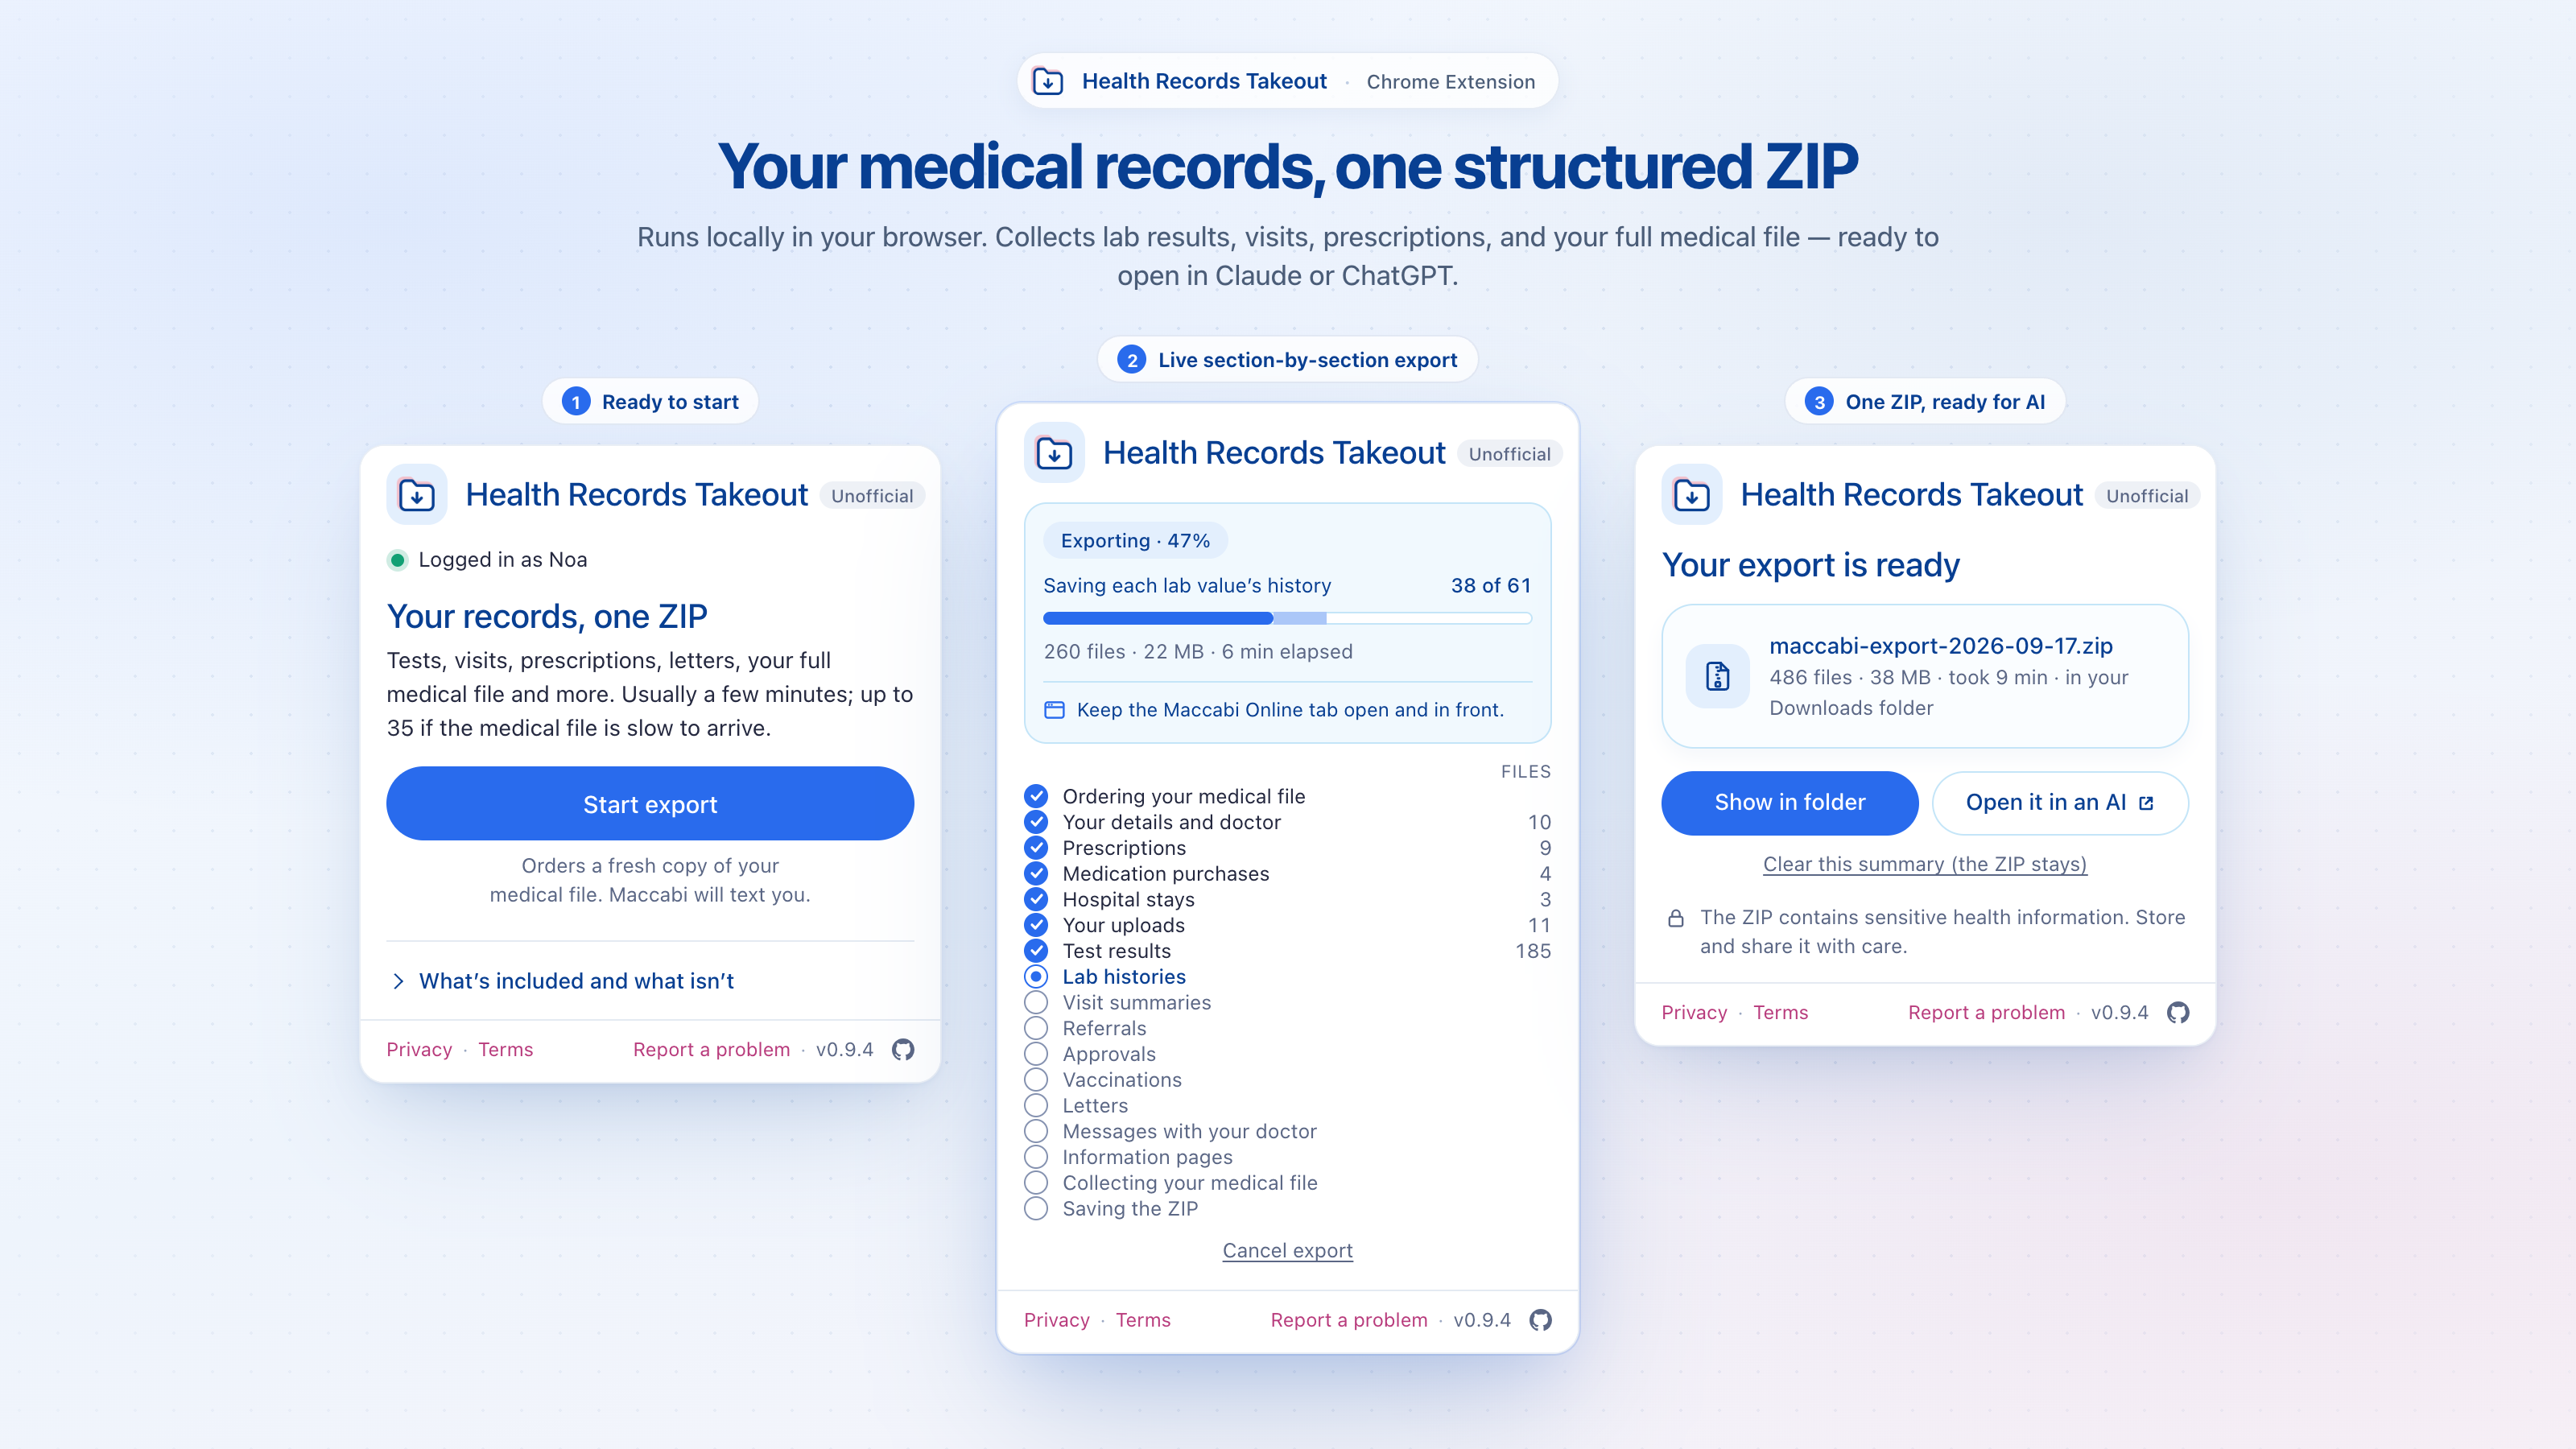 Health Records Takeout · Chrome Extension
Your medical records, one structured ZIP
Runs locally in your browser. Collects lab results, visits, prescriptions, and your full medical file — ready to
open in Claude or ChatGPT.
1 Ready to start
Health Records Takeout Unofficial
Logged in as Noa
Your records, one ZIP
Tests, visits, prescriptions, letters, your full
medical file and more. Usually a few minutes; up to
35 if the medical file is slow to arrive.
Start export
Orders a fresh copy of your
medical file. Maccabi will text you.
What’s included and what isn’t
Privacy · Terms Report a problem · v0.9.4
2 Live section-by-section export
Health Records Takeout Unofficial
Exporting · 47%
Saving each lab value’s history 38 of 61
260 files · 22 MB · 6 min elapsed
Keep the Maccabi Online tab open and in front.
FILES
Ordering your medical file
Your details and doctor 10
Prescriptions 9
Medication purchases 4
Hospital stays 3
Your uploads 11
Test results 185
Lab histories
Visit summaries
Referrals
Approvals
Vaccinations
Letters
Messages with your doctor
Information pages
Collecting your medical file
Saving the ZIP
Cancel export
Privacy · Terms Report a problem · v0.9.4
3 One ZIP, ready for AI
Health Records Takeout Unofficial
Your export is ready
maccabi-export-2026-09-17.zip
486 files · 38 MB · took 9 min · in your
Downloads folder
Show in folder Open it in an AI
Clear this summary (the ZIP stays)
The ZIP contains sensitive health information. Store
and share it with care.
Privacy · Terms Report a problem · v0.9.4